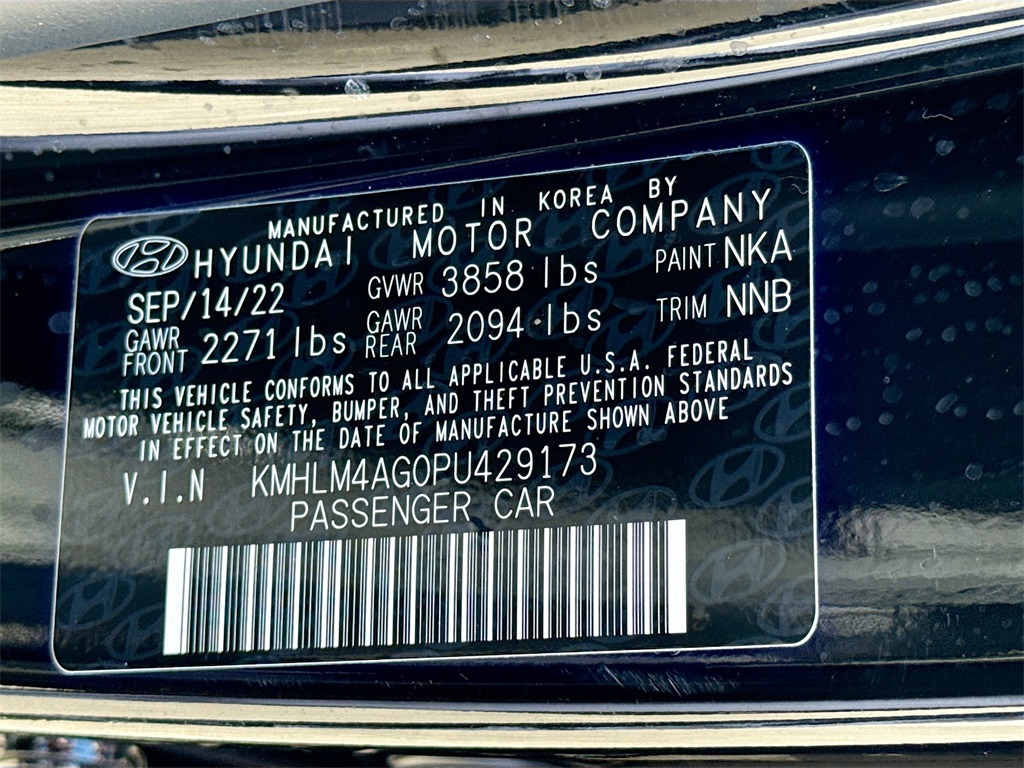 MANUFACTURED IN KOREA BY
HYUNDAI MOTOR COMPANY
SEP/14/22 GVWR 3858 lbs PAINT NKA
GAWR FRONT 2271 lbs GAWR REAR 2094 lbs TRIM NNB
THIS VEHICLE CONFORMS TO ALL APPLICABLE U.S.A. FEDERAL
MOTOR VEHICLE SAFETY, BUMPER, AND THEFT PREVENTION STANDARDS
IN EFFECT ON THE DATE OF MANUFACTURE SHOWN ABOVE
V.I.N KMHLM4AG0PU429173
PASSENGER CAR